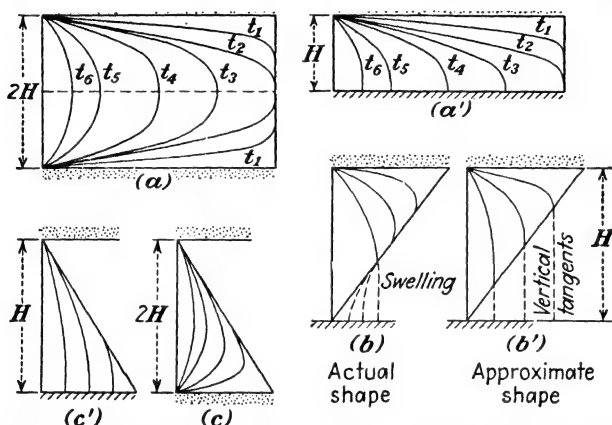 t₁
t₂
t₆ t₅ t₄ t₃
2H
t₁
(a)
t₁
t₂
H
t₆ t₅ t₄ t₃
(a')
H
(c')
2H
(c)
Swelling
(b)
Actual
shape
Vertical
tangents
H
(b')
Approximate
shape